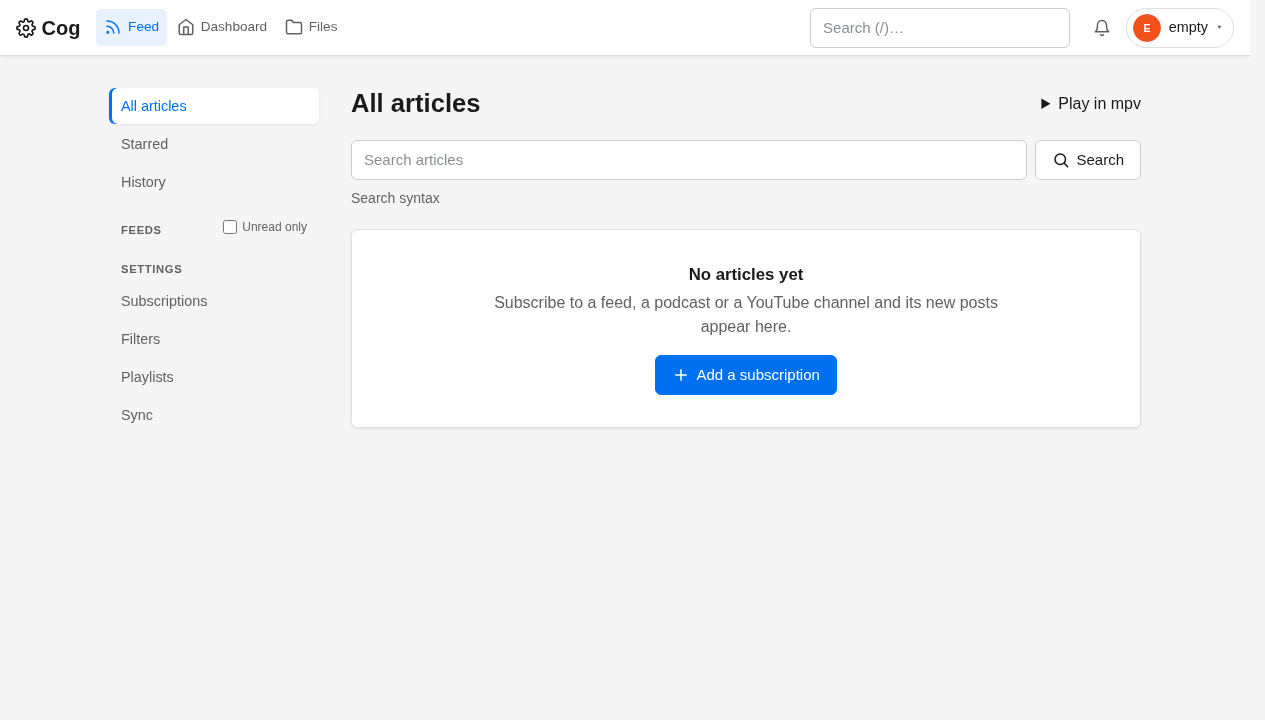 Cog
Feed
Dashboard
Files
Search (/)…
E
empty
All articles
Starred
History
FEEDS
Unread only
SETTINGS
Subscriptions
Filters
Playlists
Sync
All articles
Play in mpv
Search articles
Search
Search syntax
No articles yet
Subscribe to a feed, a podcast or a YouTube channel and its new posts
appear here.
Add a subscription